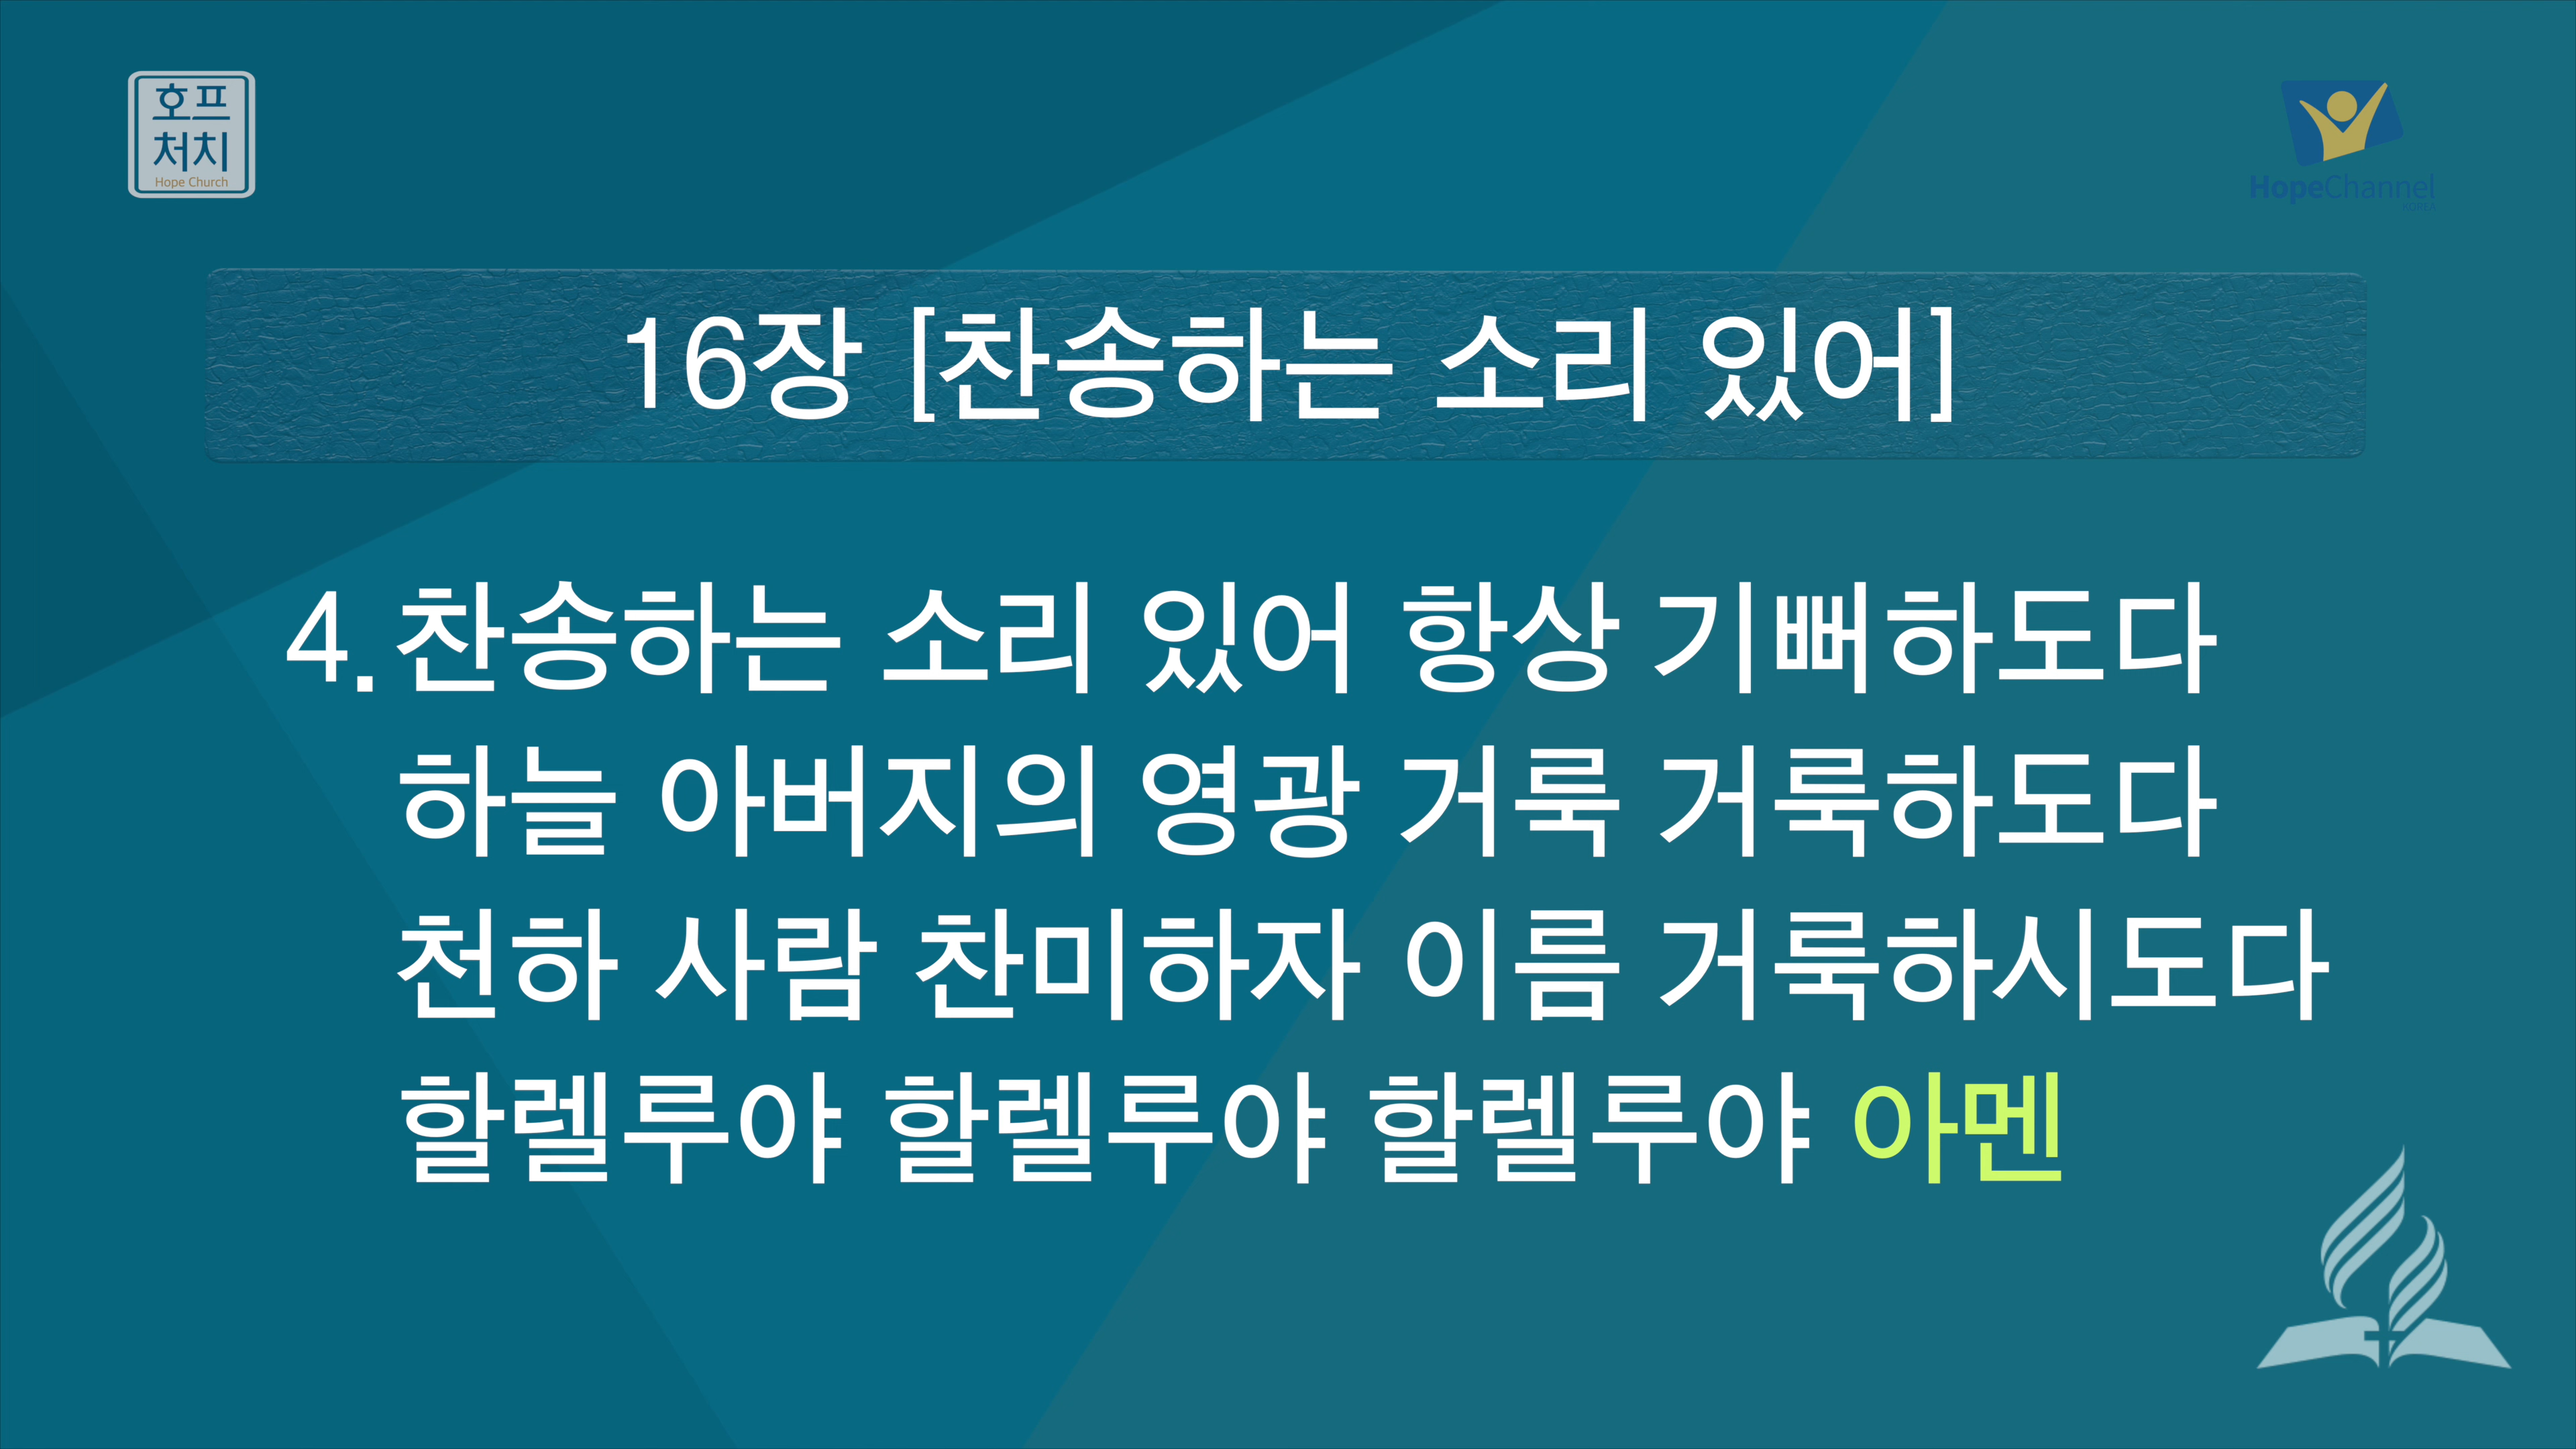 호프
처치
Hope Church
HopeChannel
KOREA
16장 [찬송하는 소리 있어]
4. 찬송하는 소리 있어 항상 기뻐하도다
하늘 아버지의 영광 거룩 거룩하도다
천하 사람 찬미하자 이름 거룩하시도다
할렐루야 할렐루야 할렐루야 아멘